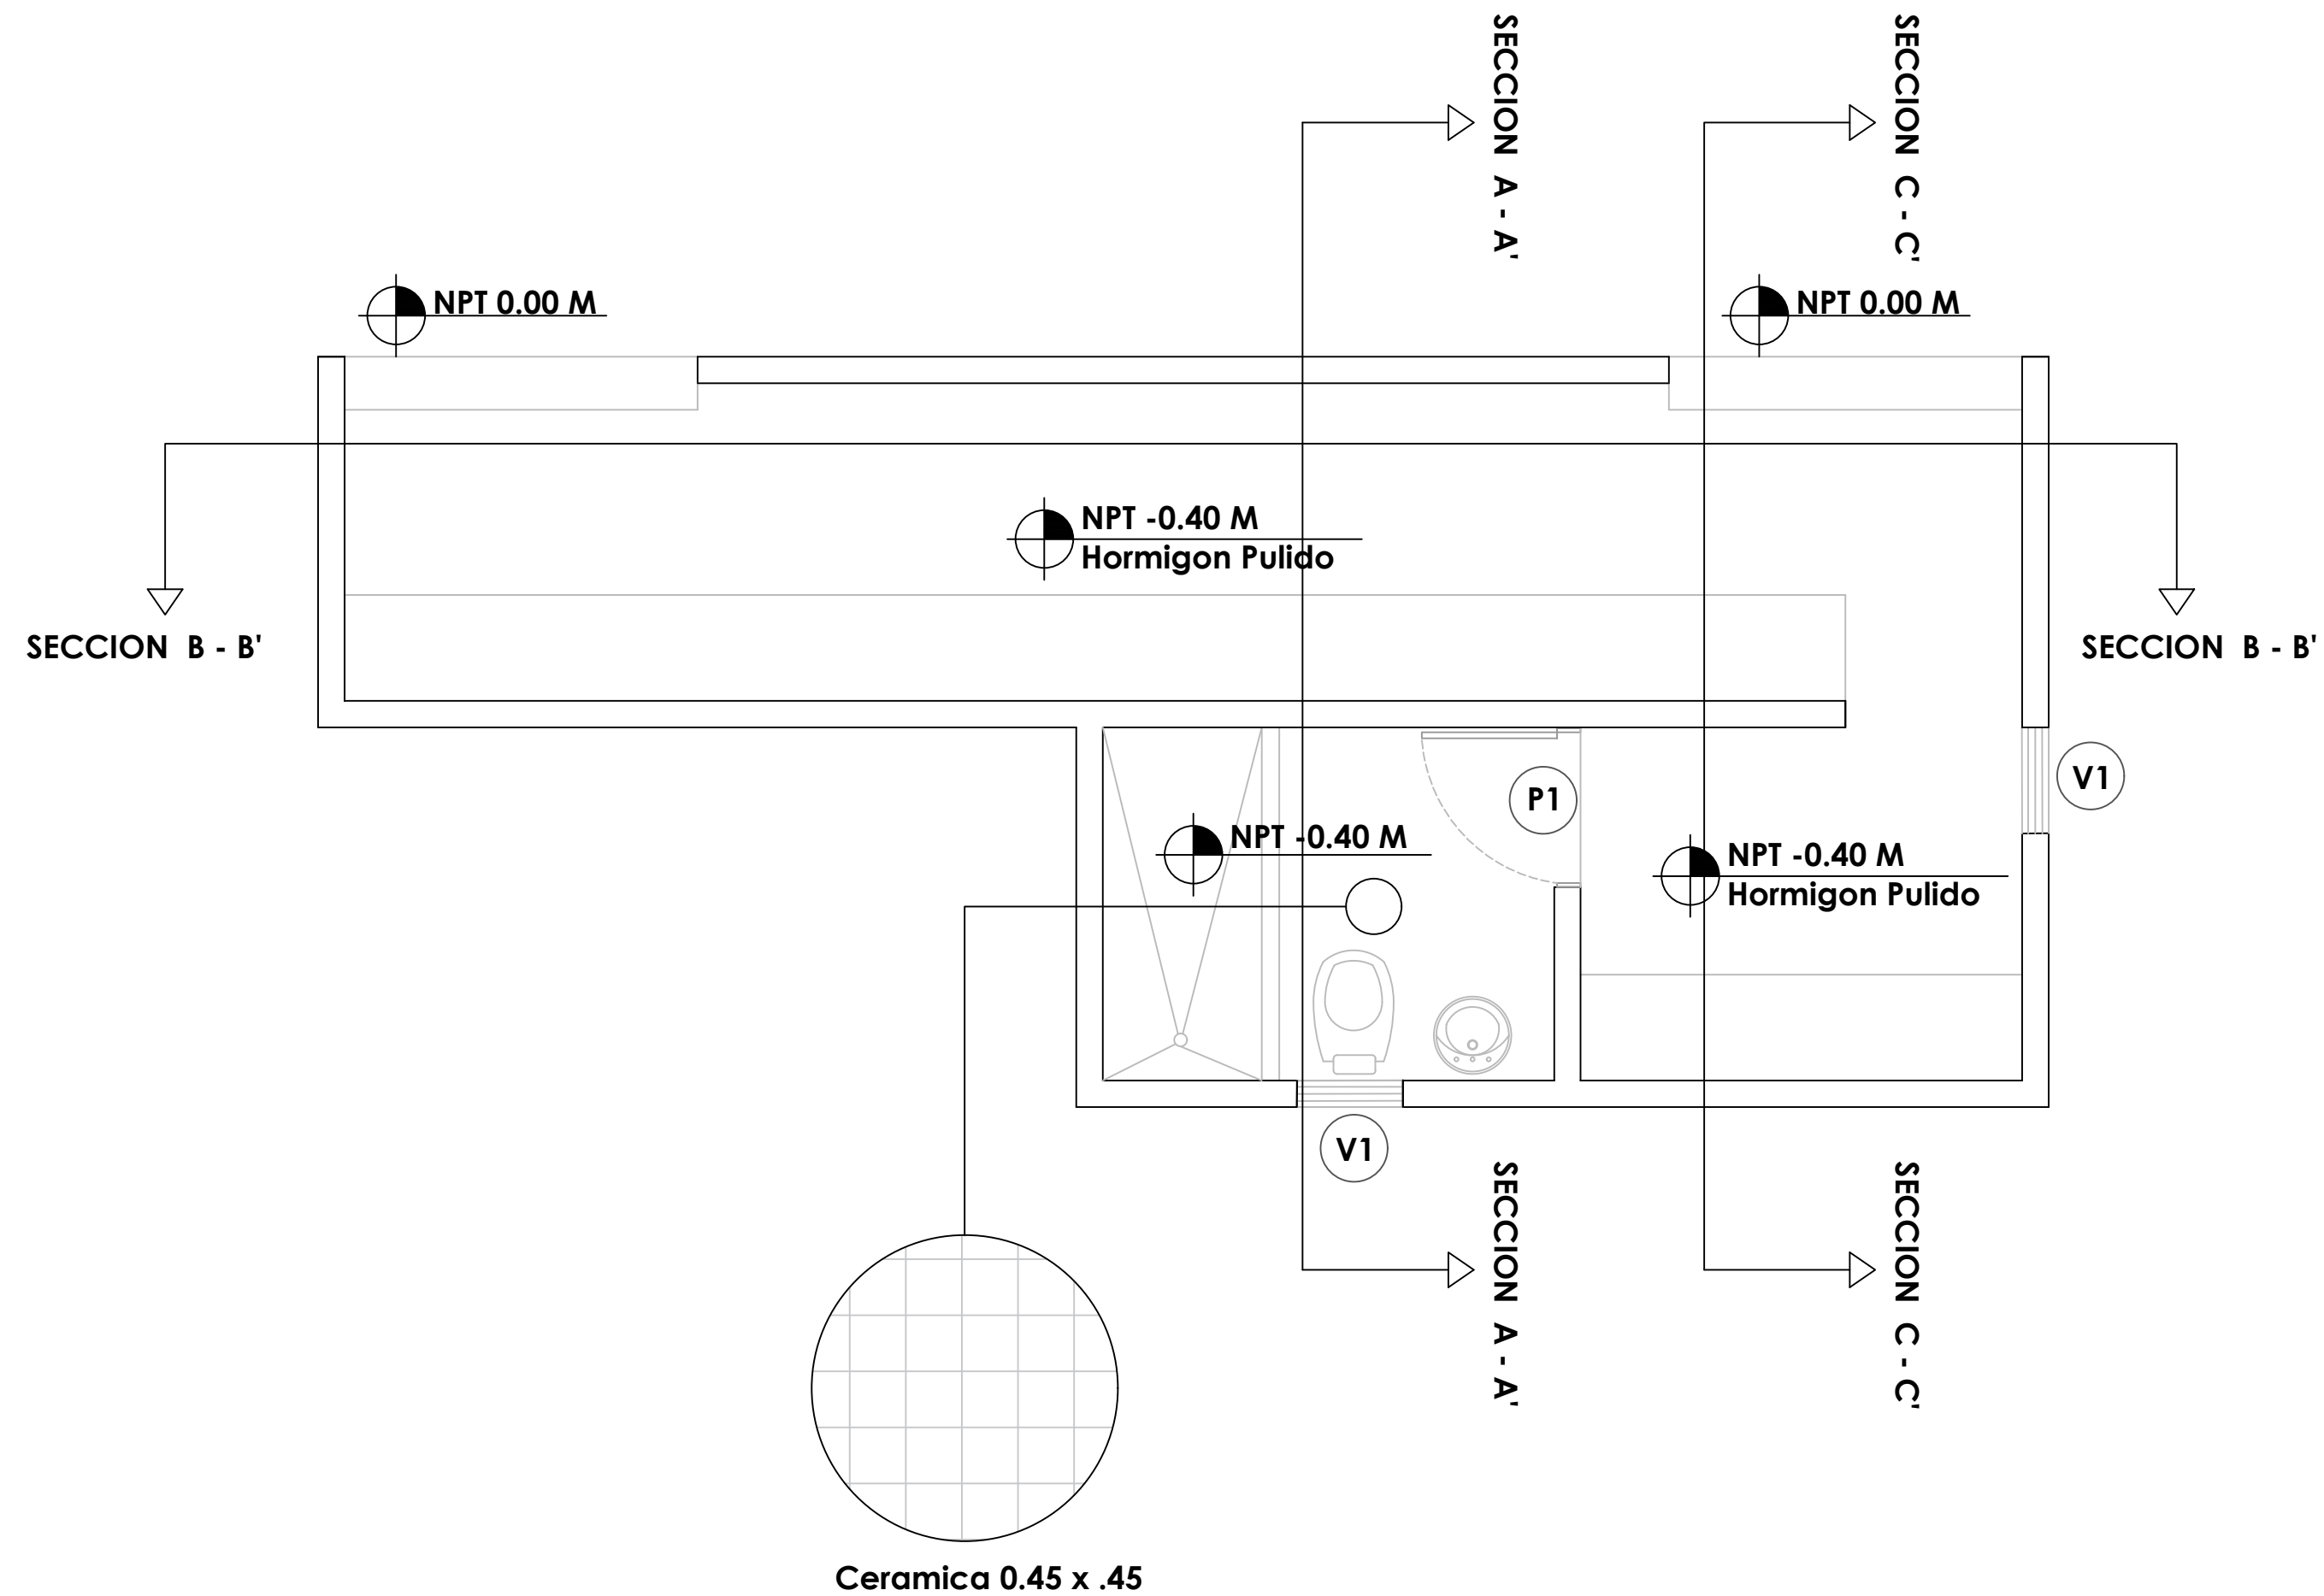 SECCION A - A'
SECCION C - C'
NPT 0.00 M
NPT 0.00 M
NPT -0.40 M
Hormigon Pulido
SECCION B - B'
SECCION B - B'
V1
P1
NPT -0.40 M
NPT -0.40 M
Hormigon Pulido
V1
SECCION A - A'
SECCION C - C'
Ceramica 0.45 x .45